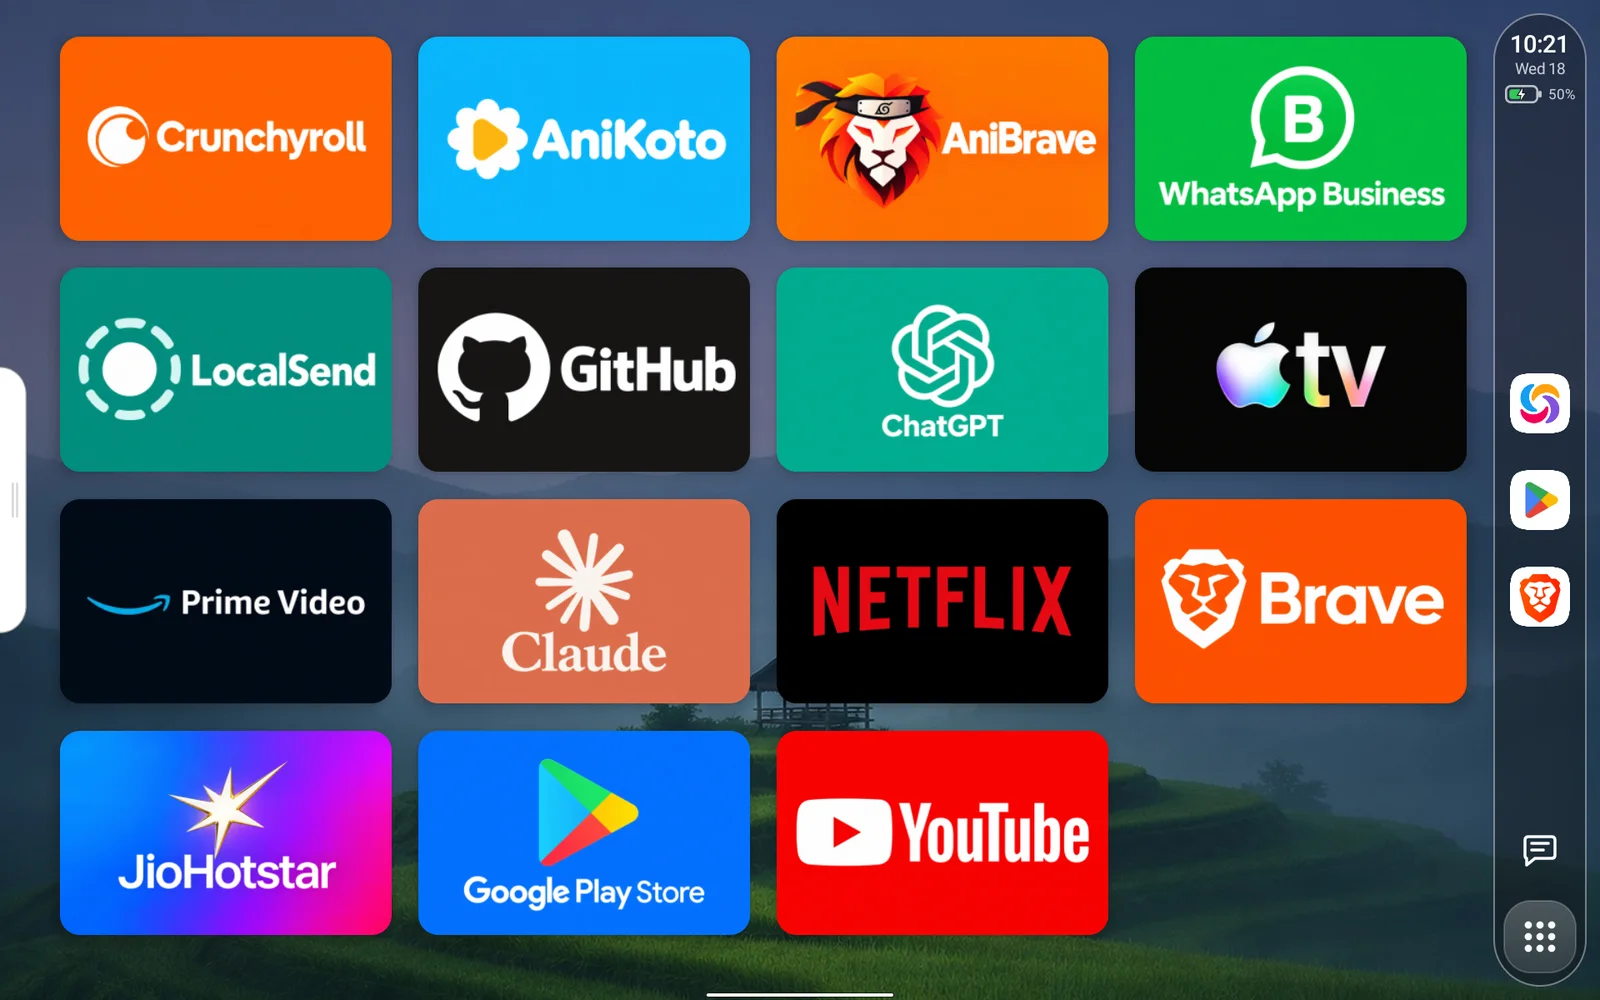 Crunchyroll
AniKoto
AniBrave
B
WhatsApp Business
LocalSend
GitHub
ChatGPT
tv
Prime Video
Claude
NETFLIX
Brave
JioHotstar
Google Play Store
YouTube
10:21
Wed 18
50%